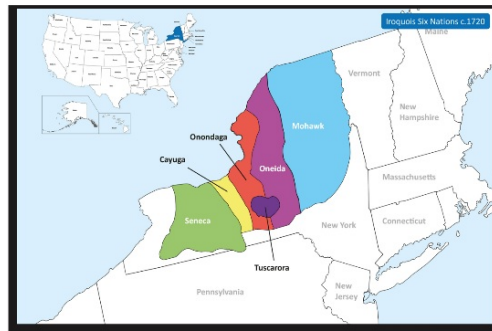 Iroquois Six Nations c.1720
Maine
Vermont
New
Hampshire
Mohawk
Onondaga
Cayuga
Oneida
Massachusetts
Seneca
New York
Connecticut
Tuscarora
Pennsylvania
New
Jersey